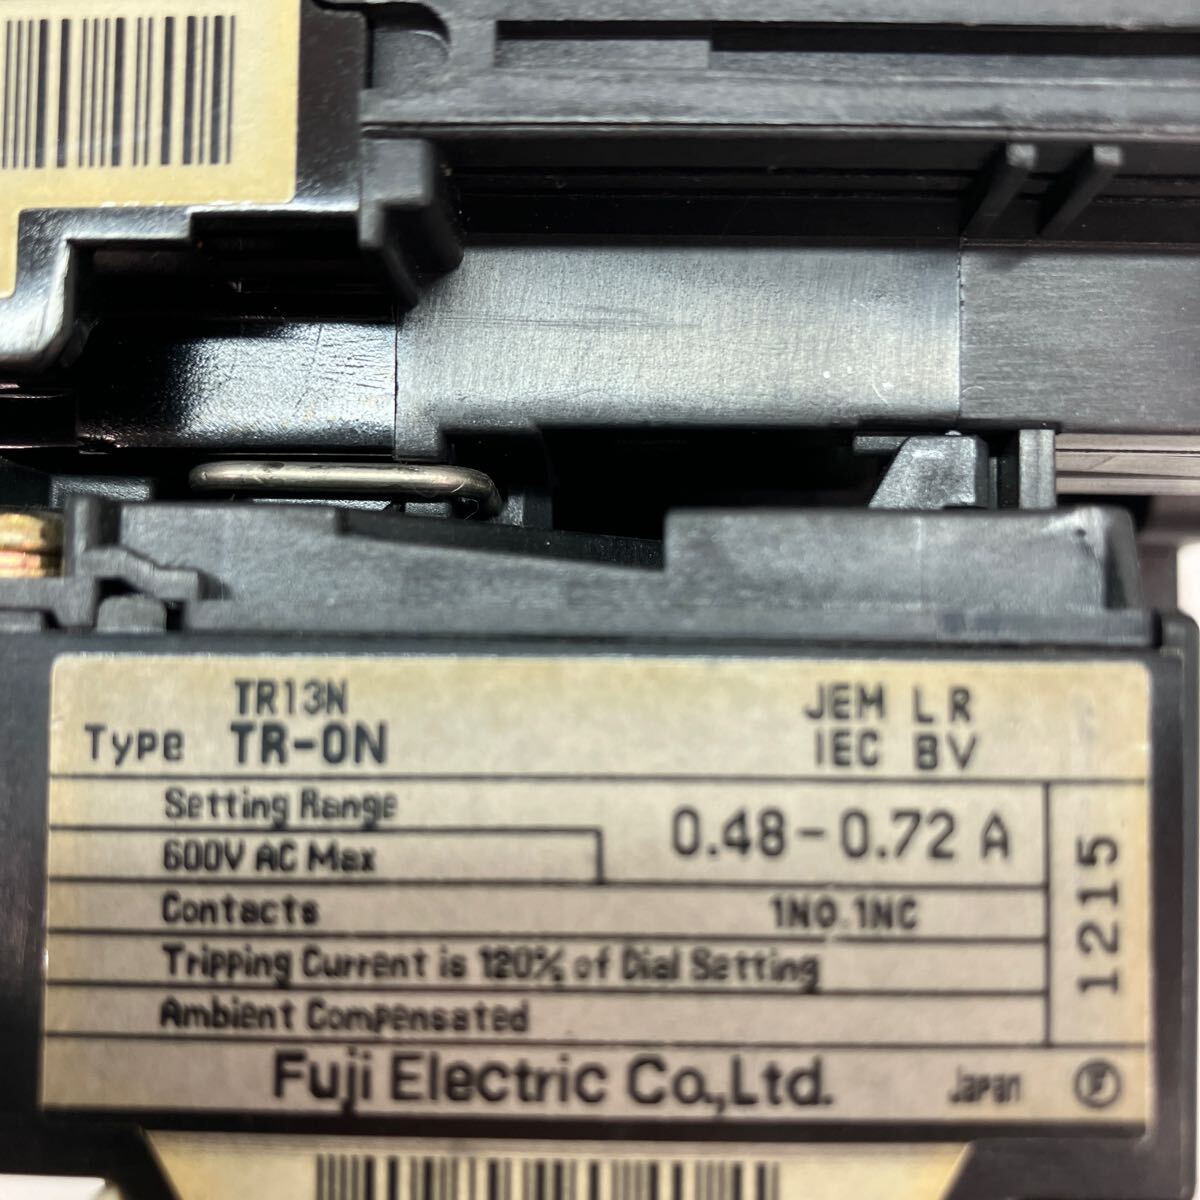 TR13N
Type TR-0N
JEM LR
IEC BV
Setting Range
600V AC Max
0.48-0.72 A
Contacts 1NO.1NC
Tripping Current is 120% of Dial Setting
Ambient Compensated
1215
Fuji Electric Co.,Ltd. Japan F